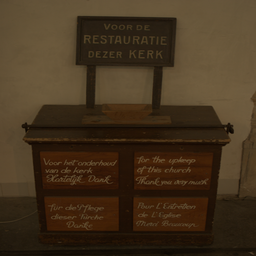 VOOR DE
RESTAURATIE
DEZER KERK
Voor het onderhoud
van de kerk
Hartelijk Dank
for the upkeep
of this church
Thank you very much
für die Pflege
dieser Kirche
Danke
Pour L'Entretien
de L'Église
Merci Beaucoup